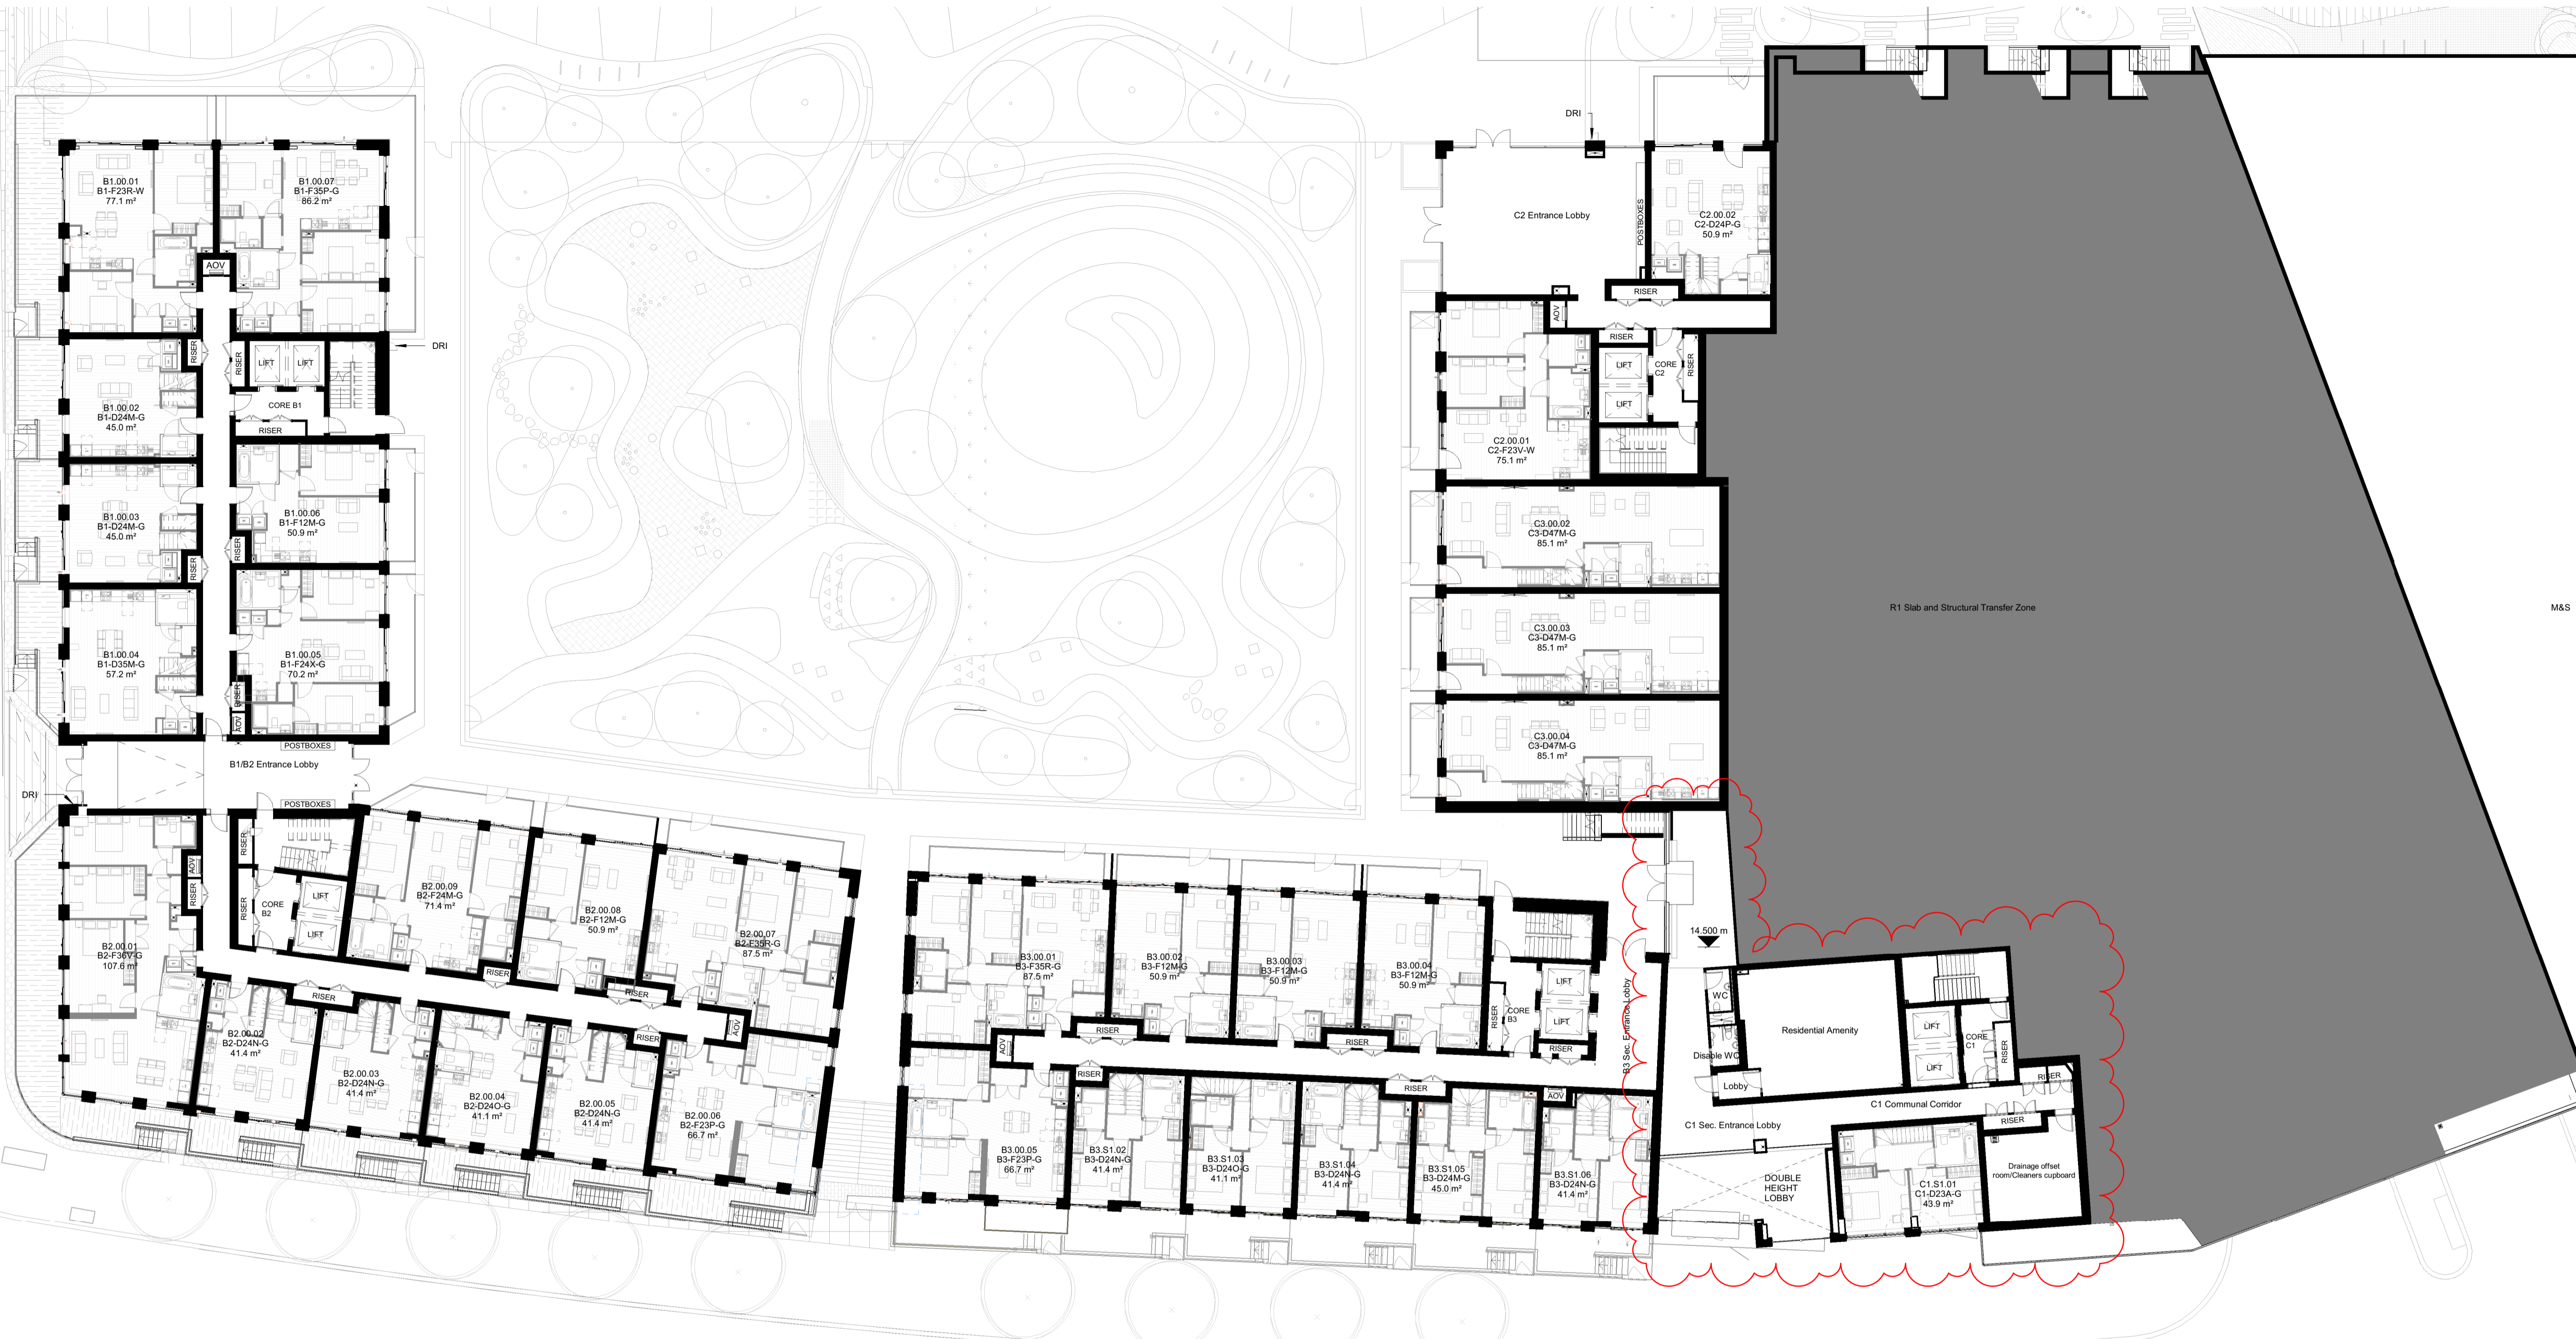 DRI
B1.00.01
B1-F23R-W
77.1 m²
B1.00.07
B1-F35P-G
86.2 m²
AOV
RISER
RISER
LIFT
LIFT
DRI
CORE B1
RISER
B1.00.02
B1-D24M-G
45.0 m²
B1.00.03
B1-D24M-G
45.0 m²
RISER
RISER
B1.00.06
B1-F12M-G
50.9 m²
B1.00.04
B1-D35M-G
57.2 m²
B1.00.05
B1-F24X-G
70.2 m²
RISER
AOV
POSTBOXES
B1/B2 Entrance Lobby
DRI
POSTBOXES
C2 Entrance Lobby
POSTBOXES
C2.00.02
C2-D24P-G
50.9 m²
RISER
AOV
RISER
LIFT
LIFT
CORE
C2
RISER
C2.00.01
C2-F23V-W
75.1 m²
C3.00.02
C3-D47M-G
85.1 m²
C3.00.03
C3-D47M-G
85.1 m²
C3.00.04
C3-D47M-G
85.1 m²
R1 Slab and Structural Transfer Zone
M&S
RISER
AOV
RISER
RISER
CORE
B2
LIFT
LIFT
B2.00.01
B2-F36V-G
107.6 m²
B2.00.09
B2-F24M-G
71.4 m²
B2.00.08
B2-F12M-G
50.9 m²
B2.00.07
B2-F35R-G
87.5 m²
RISER
RISER
RISER
RISER
AOV
B2.00.02
B2-D24N-G
41.4 m²
B2.00.03
B2-D24N-G
41.4 m²
B2.00.04
B2-D24O-G
41.1 m²
B2.00.05
B2-D24N-G
41.4 m²
B2.00.06
B2-F23P-G
66.7 m²
B3.00.01
B3-F35R-G
87.5 m²
B3.00.02
B3-F12M-G
50.9 m²
B3.00.03
B3-F12M-G
50.9 m²
B3.00.04
B3-F12M-G
50.9 m²
RISER
CORE
B3
LIFT
LIFT
RISER
AOV
RISER
RISER
RISER
RISER
AOV
B3 Sec. Entrance Lobby
B3.00.05
B3-F23P-G
66.7 m²
B3.S1.02
B3-D24N-G
41.4 m²
B3.S1.03
B3-D24O-G
41.1 m²
B3.S1.04
B3-D24N-G
41.4 m²
B3.S1.05
B3-D24M-G
45.0 m²
B3.S1.06
B3-D24N-G
41.4 m²
14.500 m
WC
Disable WC
Lobby
Residential Amenity
LIFT
LIFT
CORE
C1
RISER
RISER
RISER
C1 Communal Corridor
C1 Sec. Entrance Lobby
DOUBLE
HEIGHT
LOBBY
C1.S1.01
C1-D23A-G
43.9 m²
Drainage offset
room/Cleaners cupboard